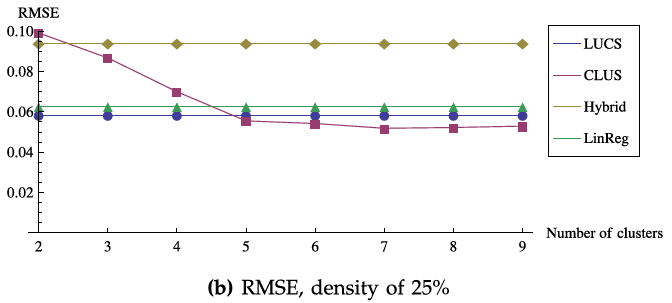 RMSE
0.10
0.08
0.06
0.04
0.02
2 3 4 5 6 7 8 9
Number of clusters
LUCS
CLUS
Hybrid
LinReg
(b) RMSE, density of 25%